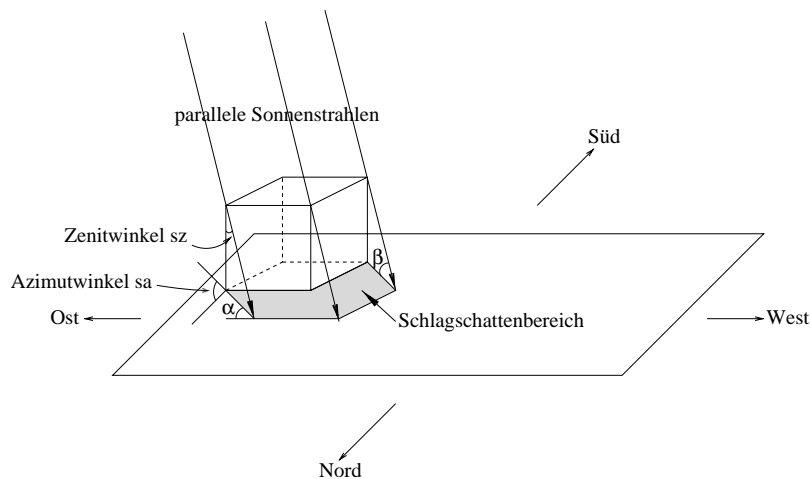 parallele Sonnenstrahlen
Süd
Zenitwinkel sz
β
Azimutwinkel sa
α
Ost
Schlagschattenbereich
West
Nord